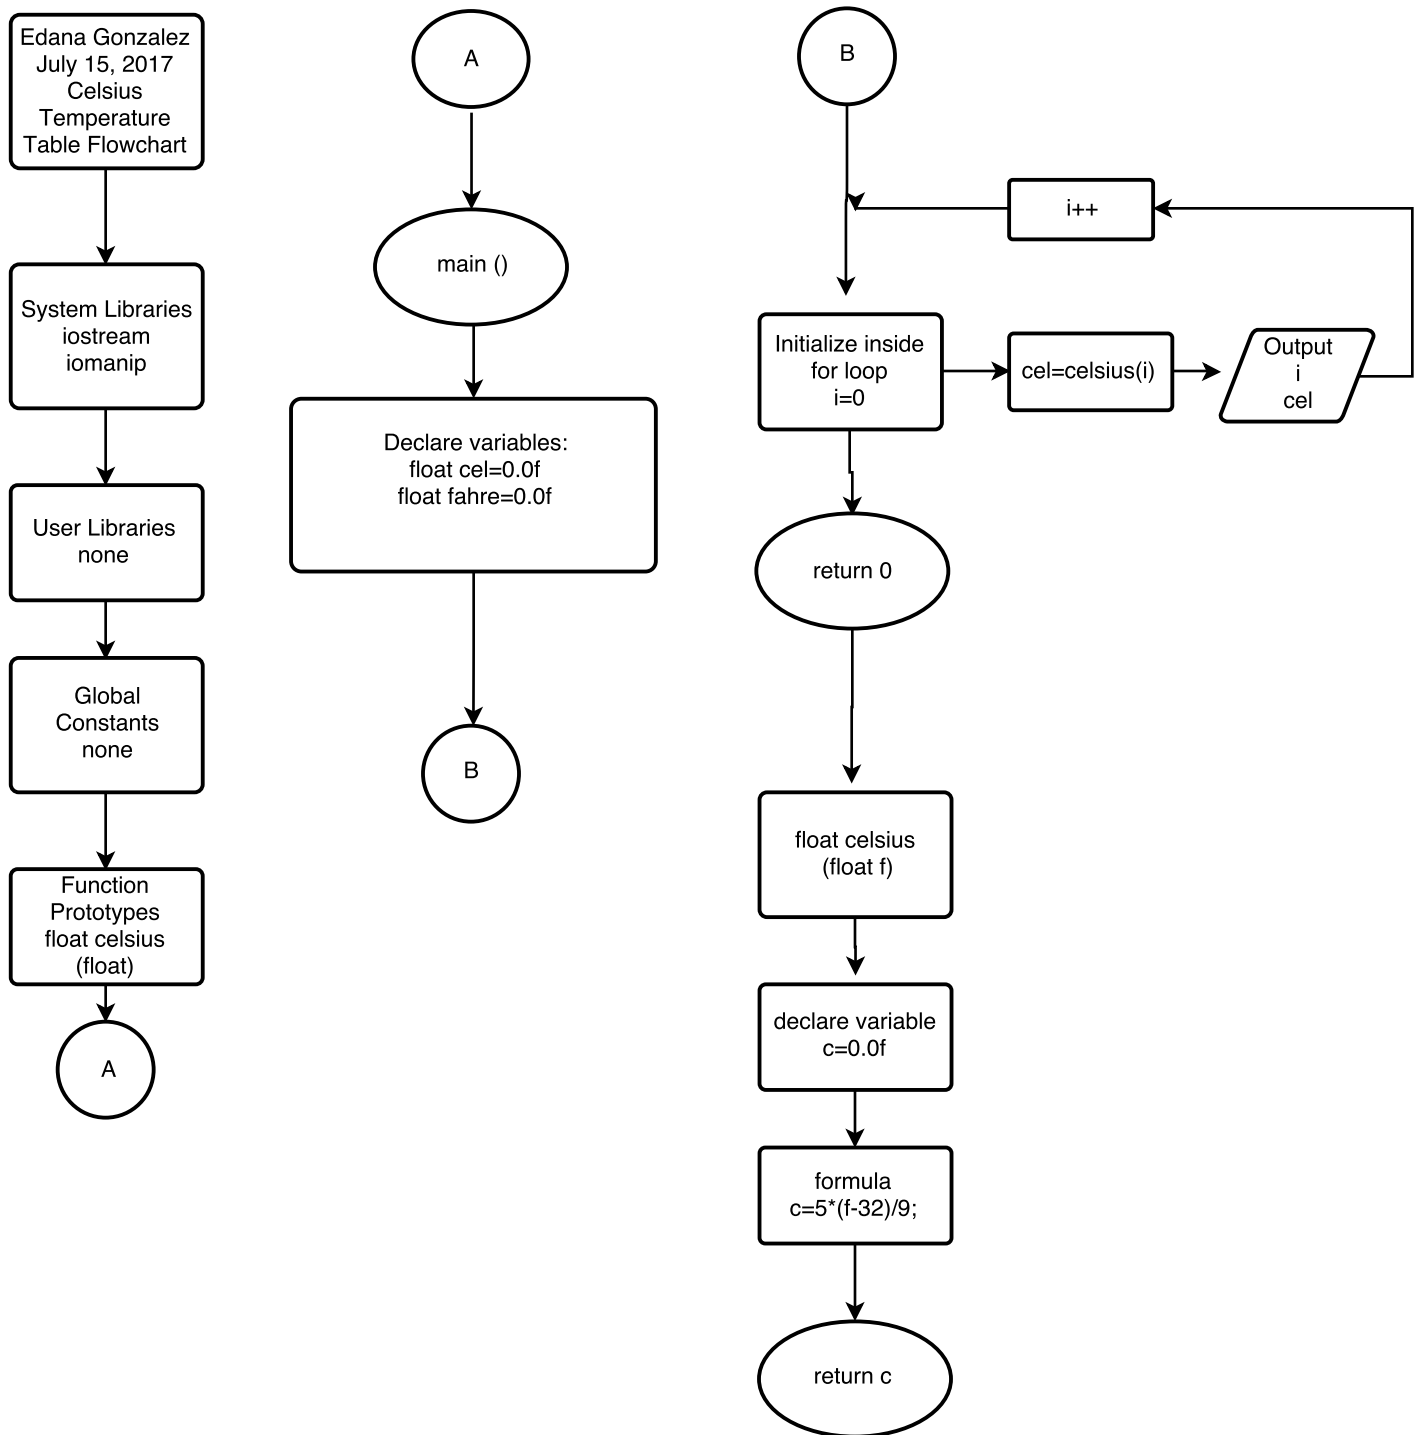 Edana Gonzalez
July 15, 2017
Celsius
Temperature
Table Flowchart
System Libraries
iostream
iomanip
User Libraries
none
Global
Constants
none
Function
Prototypes
float celsius
(float)
A
A
main ()
Declare variables:
float cel=0.0f
float fahre=0.0f
B
B
i++
Initialize inside
for loop
i=0
cel=celsius(i)
Output
i
cel
return 0
float celsius
(float f)
declare variable
c=0.0f
formula
c=5*(f-32)/9;
return c